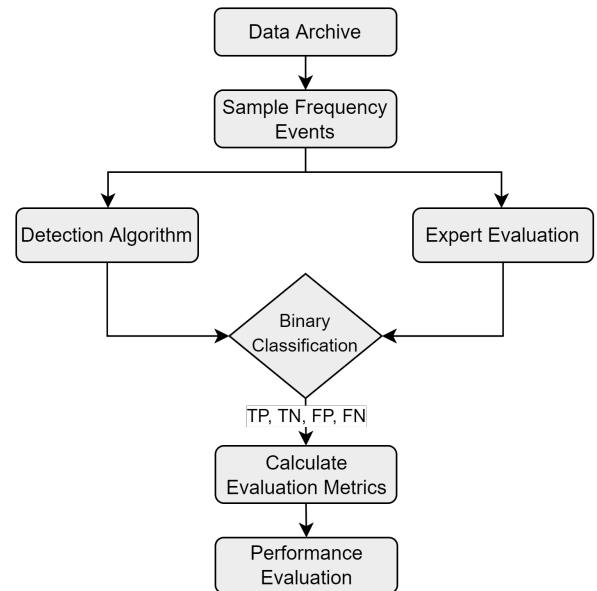 Data Archive
Sample Frequency
Events
Detection Algorithm
Expert Evaluation
Binary
Classification
TP, TN, FP, FN
Calculate
Evaluation Metrics
Performance
Evaluation